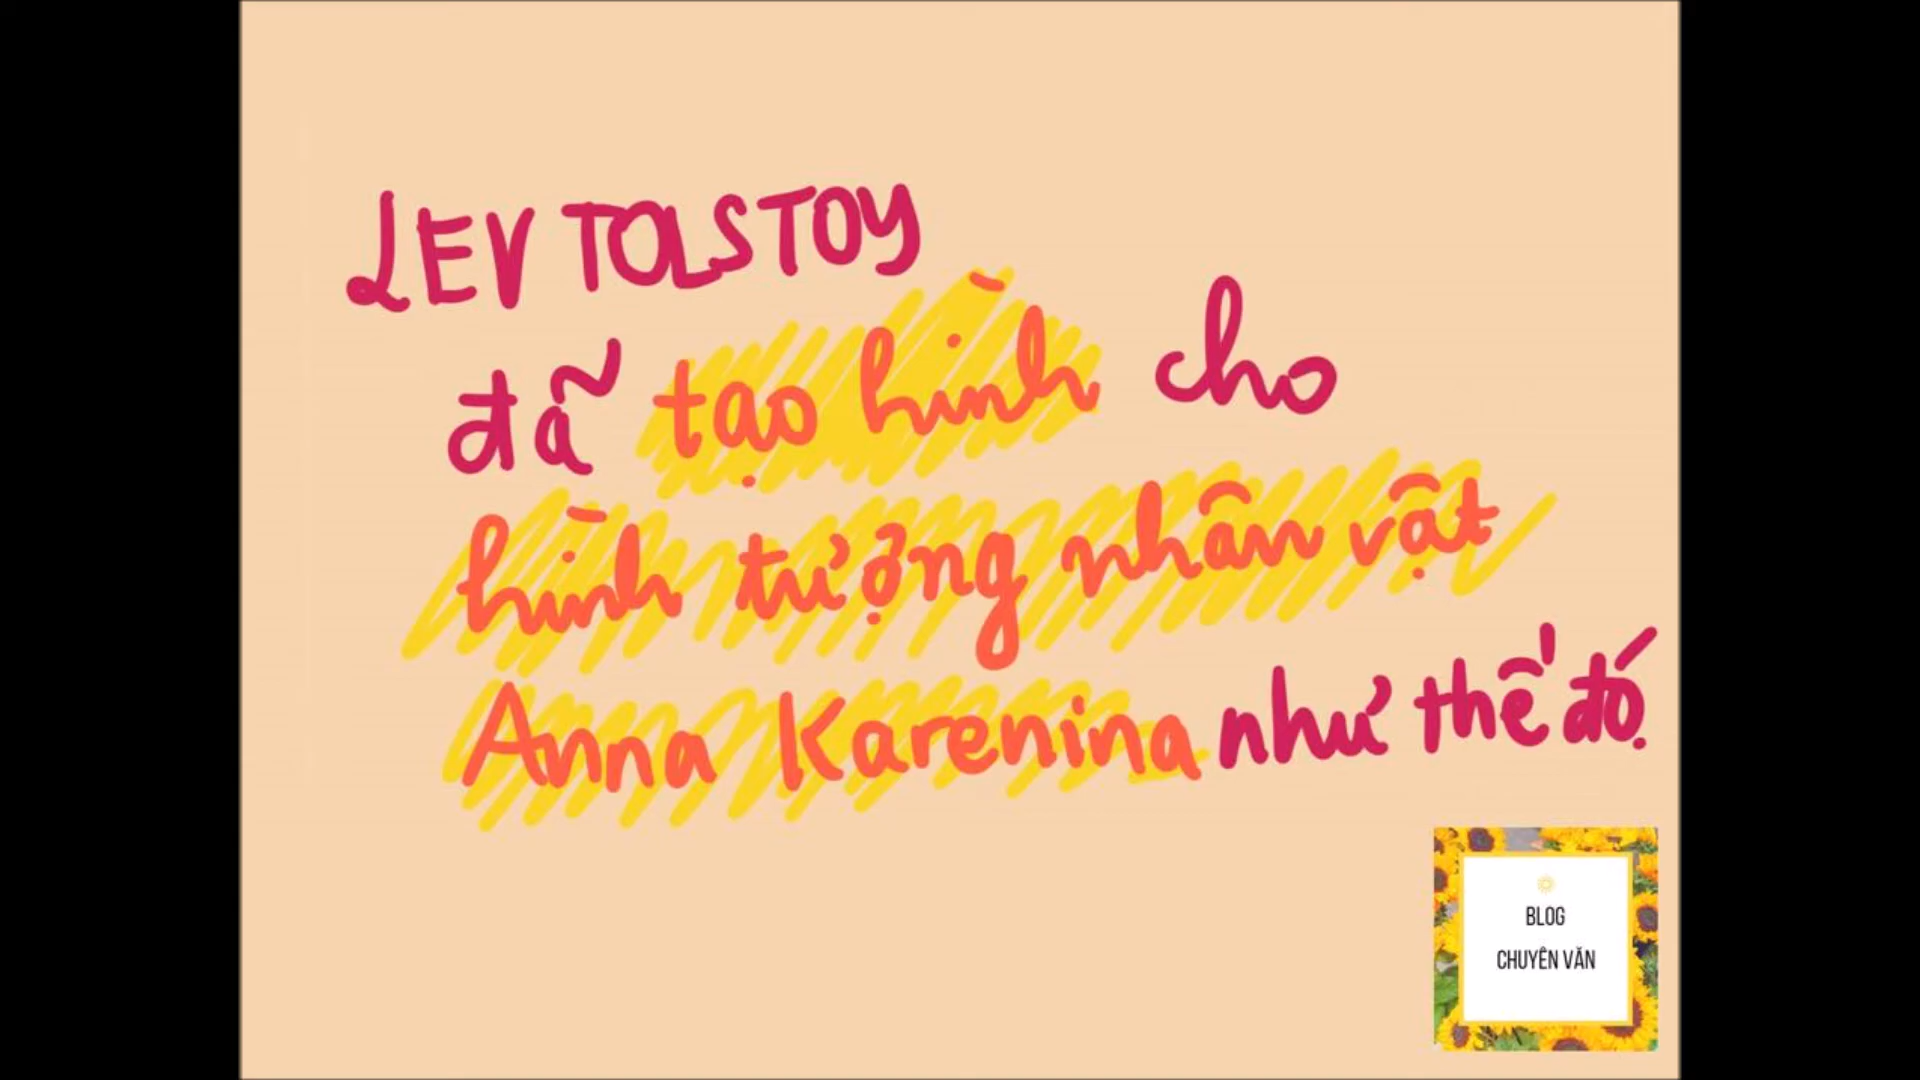 LEV TOLSTOY
đã tạo hình cho
hình tượng nhân vật
Anna Karenina như thế đó.
BLOG
CHUYÊN VĂN